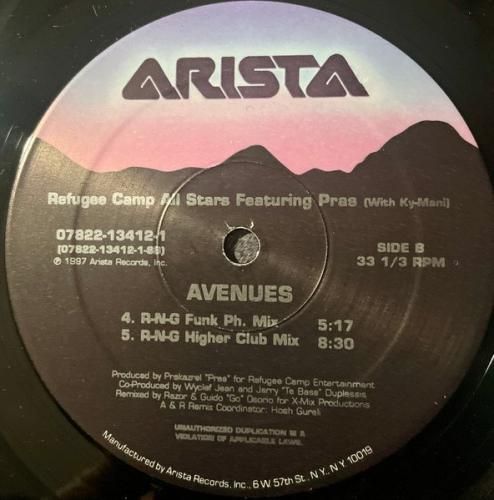 ARISTA
Refugee Camp All Stars Featuring Pras (With Ky-Mani)
07822-13412-1
(07822-13412-1-SB)
℗ 1997 Arista Records, Inc.
SIDE B
33 1/3 RPM
AVENUES
4. R-N-G Funk Ph. Mix 5:17
5. R-N-G Higher Club Mix 8:30
Produced by Prakazrel "Pras" for Refugee Camp Entertainment
Co-Produced by Wyclef Jean and Jerry "Te Bass" Duplessis
Remixed by Razor & Guido "Go" Osorio for X-Mix Productions
A & R Remix Coordinator: Hosh Gureli
UNAUTHORIZED DUPLICATION IS A
VIOLATION OF APPLICABLE LAWS.
Manufactured by Arista Records, Inc., 6 W 57th St., N.Y., N.Y. 10019